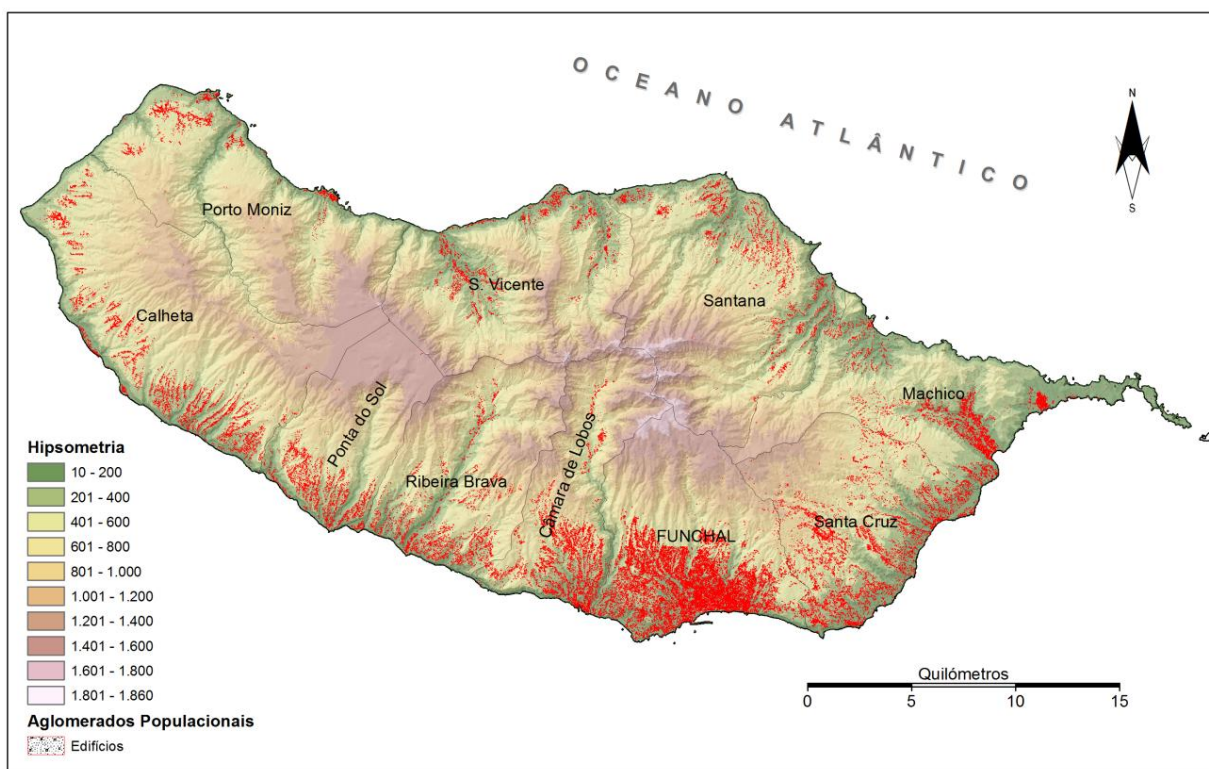 OCEANO ATLÂNTICO
N
S
Porto Moniz
S. Vicente
Santana
Calheta
Machico
Ponta do Sol
Ribeira Brava
Câmara de Lobos
Santa Cruz
FUNCHAL
Hipsometria
10 - 200
201 - 400
401 - 600
601 - 800
801 - 1.000
1.001 - 1.200
1.201 - 1.400
1.401 - 1.600
1.601 - 1.800
1.801 - 1.860
Aglomerados Populacionais
Edifícios
Quilómetros
0 5 10 15